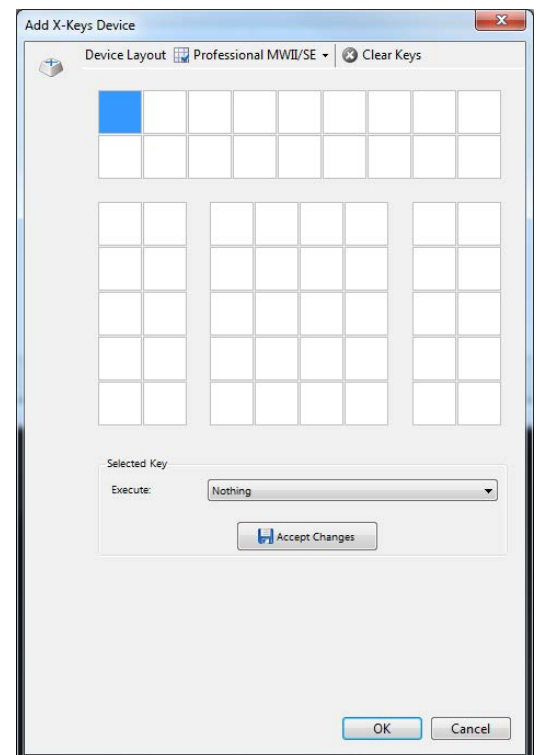 Add X-Keys Device
Device Layout Professional MWII/SE Clear Keys
Selected Key
Execute: Nothing
Accept Changes
OK Cancel